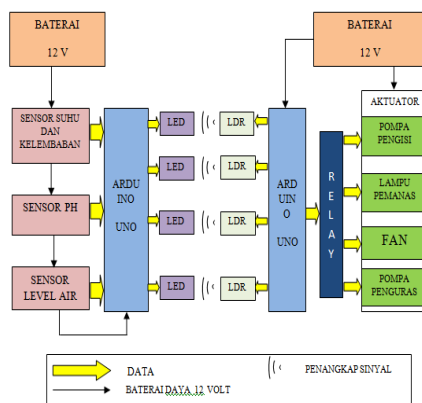 BATERAI
12 V
BATERAI
12 V
SENSOR SUHU
DAN
KELEMBABAN
SENSOR PH
SENSOR
LEVEL AIR
ARDU
INO
UNO
LED
LDR
LED
LDR
LED
LDR
LED
LDR
ARD
UIN
O
UNO
R
E
L
A
Y
AKTUATOR
POMPA
PENGISI
LAMPU
PEMANAS
FAN
POMPA
PENGURAS
DATA
PENANGKAP SINYAL
BATERAI DAYA 12 VOLT